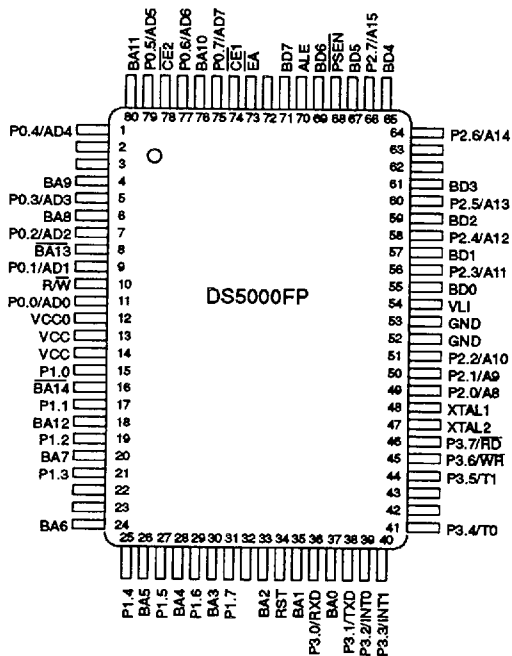 BA11
P0.5/AD5
CE2
P0.6/AD6
BA10
P0.7/AD7
CE1
EA
BD7
ALE
BD6
PSEN
BD5
P2.7/A15
BD4
80 79 78 77 76 75 74 73 72 71 70 69 68 67 66 65
P0.4/AD4 1
2
3
BA9 4
P0.3/AD3 5
BA8 6
P0.2/AD2 7
BA13 8
P0.1/AD1 9
R/W 10
P0.0/AD0 11
VCC0 12
VCC 13
VCC 14
P1.0 15
BA14 16
P1.1 17
BA12 18
P1.2 19
BA7 20
P1.3 21
22
23
BA6 24
DS5000FP
64 P2.6/A14
63
62
61 BD3
60 P2.5/A13
59 BD2
58 P2.4/A12
57 BD1
56 P2.3/A11
55 BD0
54 VLI
53 GND
52 GND
51 P2.2/A10
50 P2.1/A9
49 P2.0/A8
48 XTAL1
47 XTAL2
46 P3.7/RD
45 P3.6/WR
44 P3.5/T1
43
42
41 P3.4/T0
25 26 27 28 29 30 31 32 33 34 35 36 37 38 39 40
P1.4
BA5
P1.5
BA4
P1.6
BA3
P1.7
BA2
RST
BA1
P3.0/RXD
BA0
P3.1/TXD
P3.2/INT0
P3.3/INT1